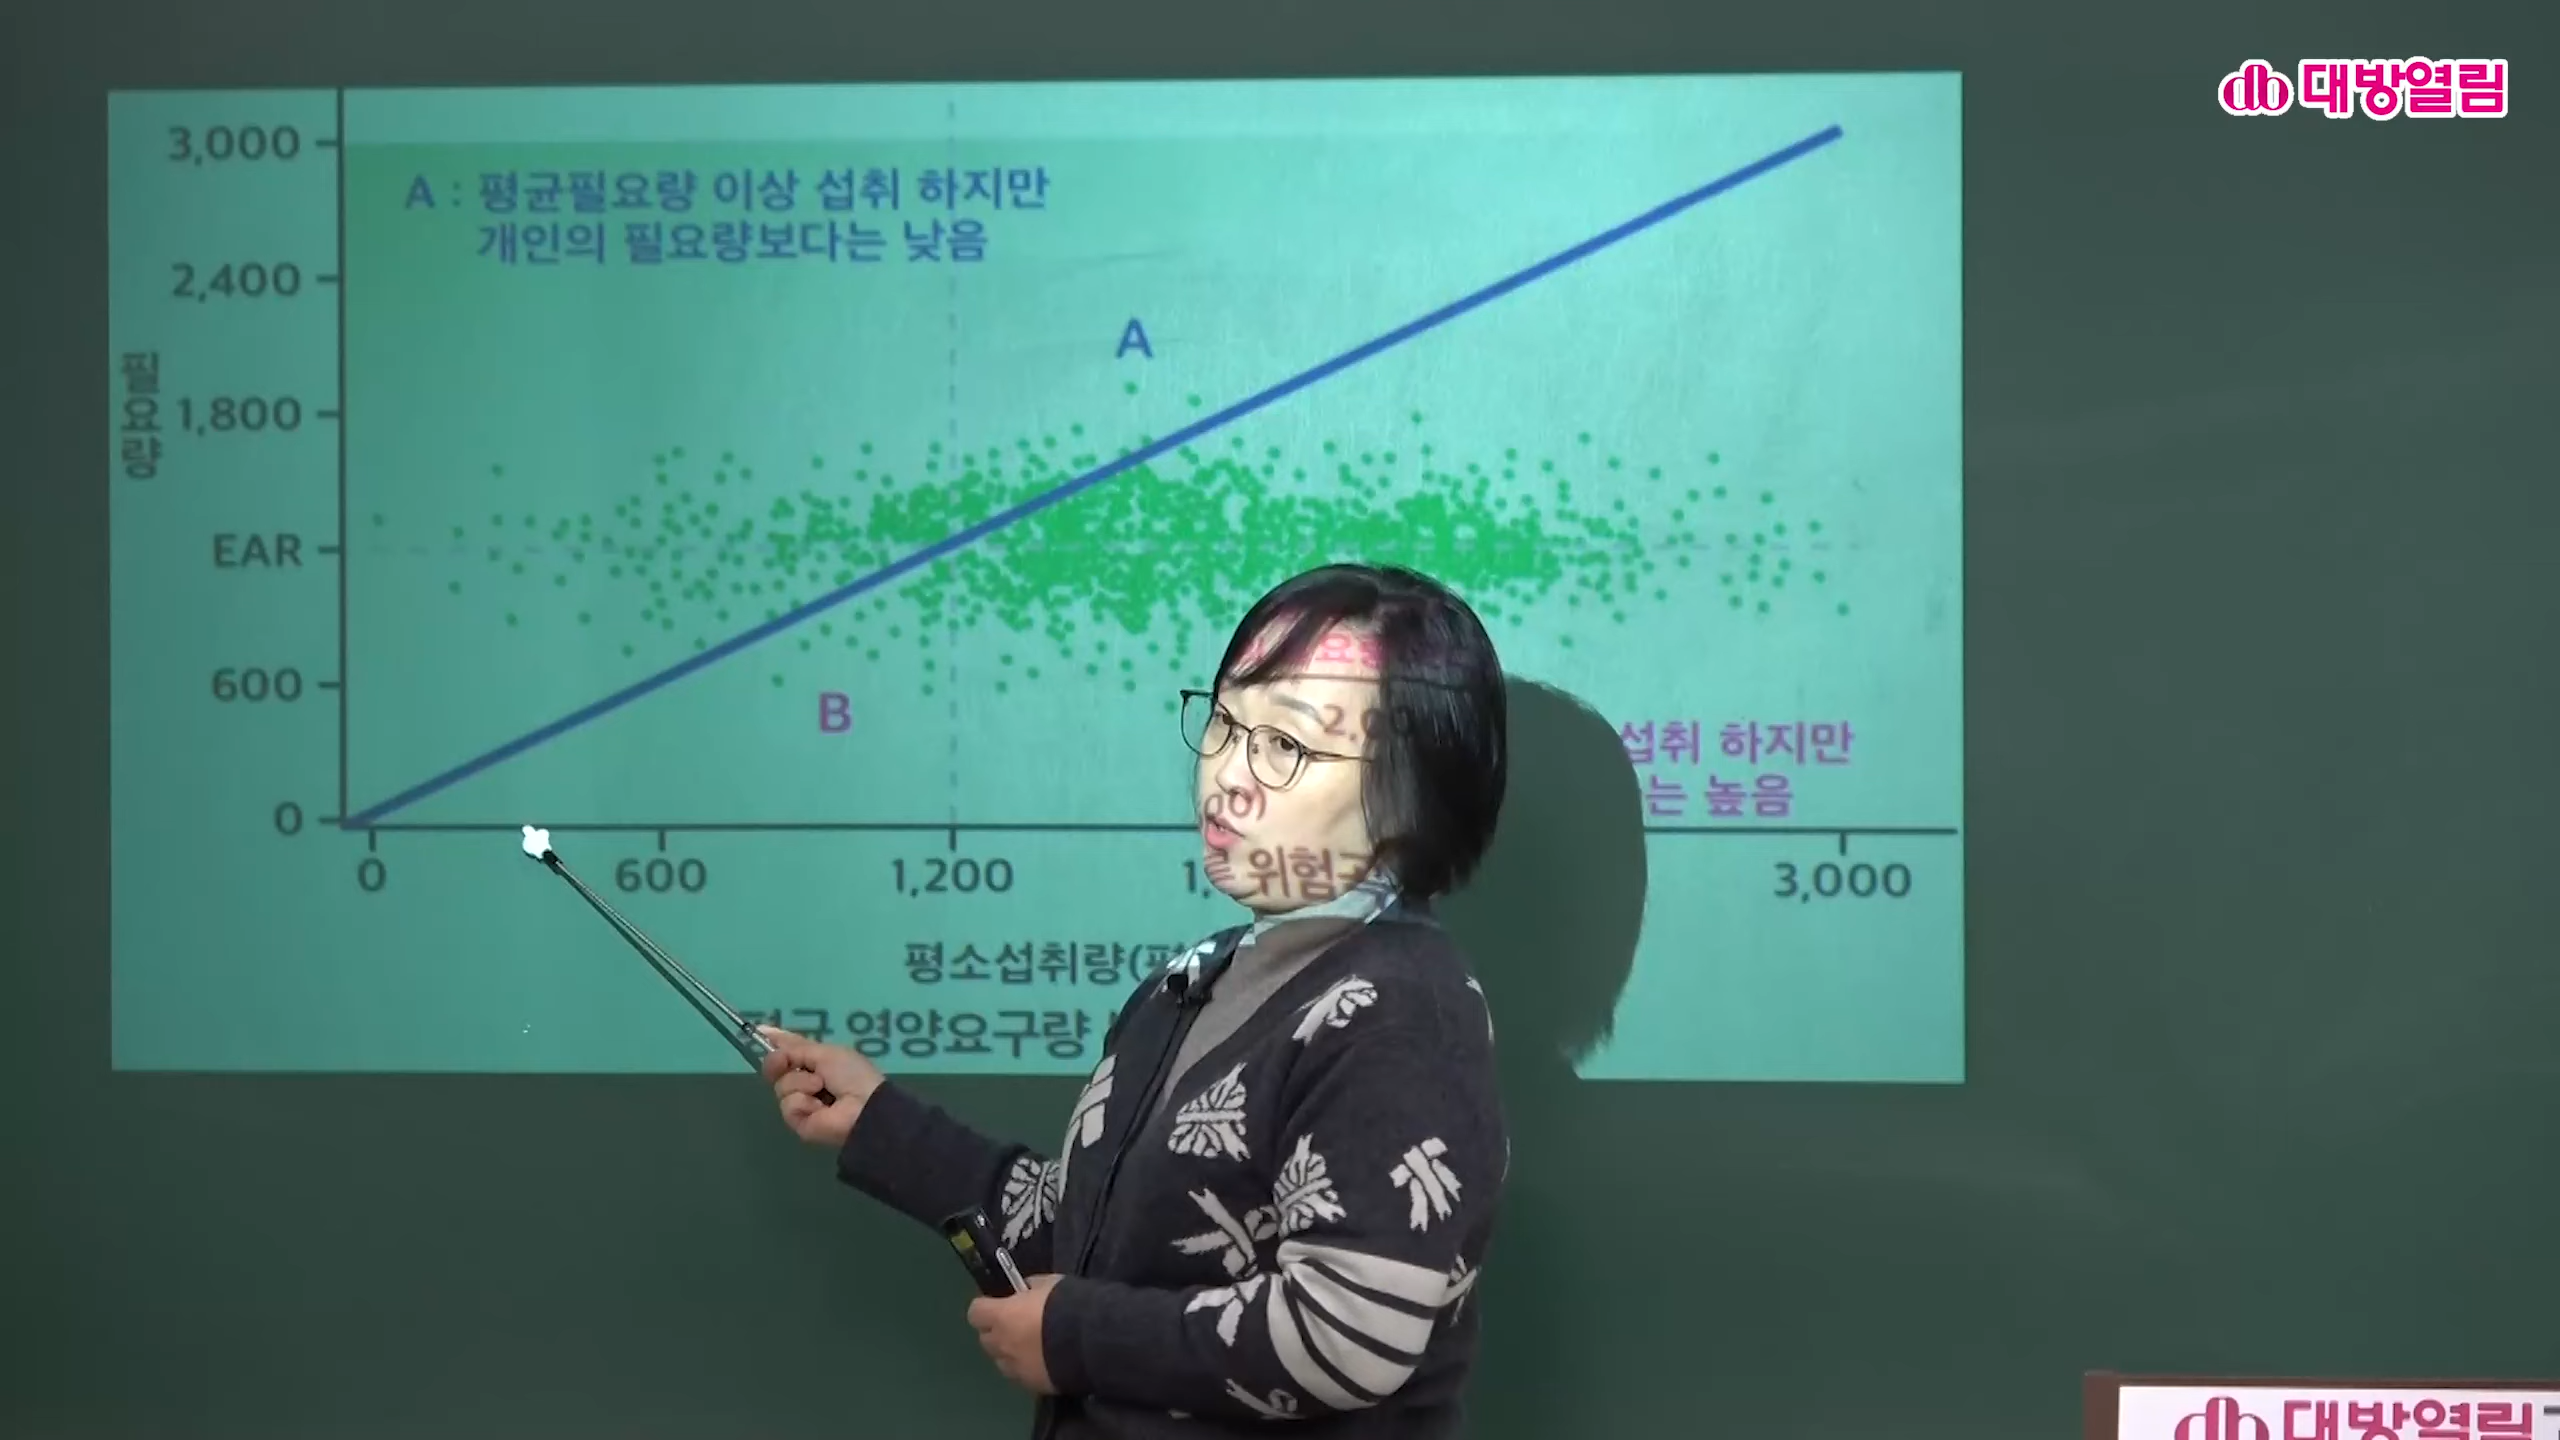 대방열림
3,000
A : 평균필요량 이상 섭취 하지만
개인의 필요량보다는 낮음
2,400
A
필요량
1,800
EAR
600
B
섭취 하지만
는 높음
0
0 600 1,200 3,000
위험
평소섭취량(
평균 영양요구량
대방열림